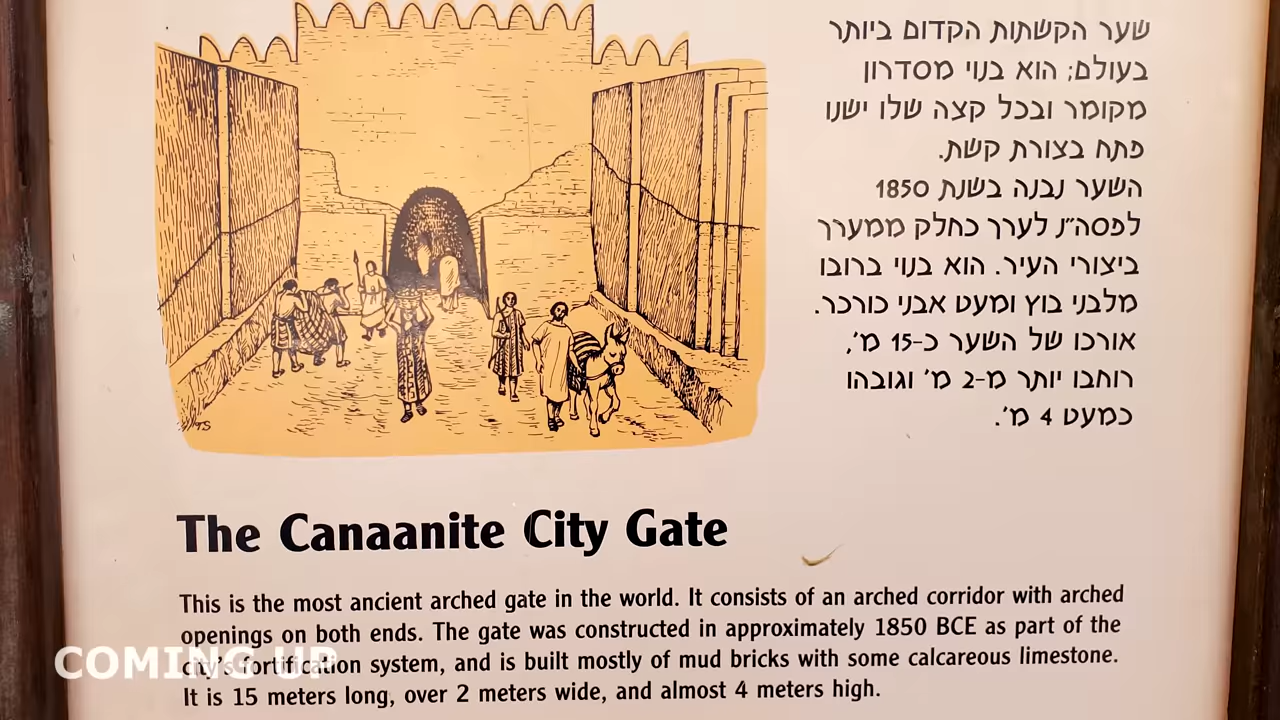 שער הקשתות הקדום ביותר
בעולם; הוא בנוי מסדרון
מקומר ובכל קצה שלו ישנו
פתח בצורת קשת.
השער נבנה בשנת 1850
לפסה״נ לערך כחלק ממערך
ביצורי העיר. הוא בנוי ברובו
מלבני בוץ ומעט אבני כורכר.
אורכו של השער כ-15 מ',
רוחבו יותר מ-2 מ' וגובהו
כמעט 4 מ'.
The Canaanite City Gate
This is the most ancient arched gate in the world. It consists of an arched corridor with arched
openings on both ends. The gate was constructed in approximately 1850 BCE as part of the
city's fortification system, and is built mostly of mud bricks with some calcareous limestone.
It is 15 meters long, over 2 meters wide, and almost 4 meters high.
COMING UP